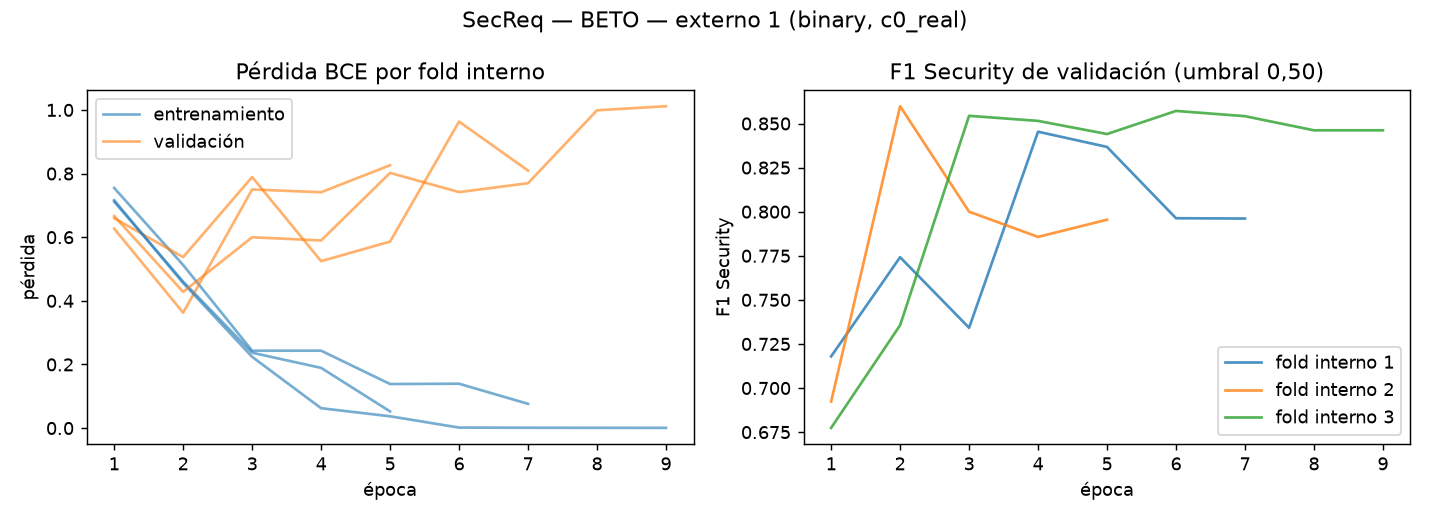 SecReq — BETO — externo 1 (binary, c0_real)
Pérdida BCE por fold interno
entrenamiento
validación
pérdida
1.0
0.8
0.6
0.4
0.2
0.0
1 2 3 4 5 6 7 8 9
época
F1 Security de validación (umbral 0,50)
F1 Security
0.850
0.825
0.800
0.775
0.750
0.725
0.700
0.675
fold interno 1
fold interno 2
fold interno 3
1 2 3 4 5 6 7 8 9
época